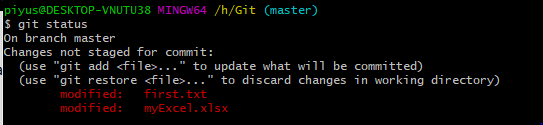 piyus@DESKTOP-VNUTU38 MINGW64 /h/Git (master)
$ git status
On branch master
Changes not staged for commit:
  (use "git add <file>..." to update what will be committed)
  (use "git restore <file>..." to discard changes in working directory)
        modified:   first.txt
        modified:   myExcel.xlsx